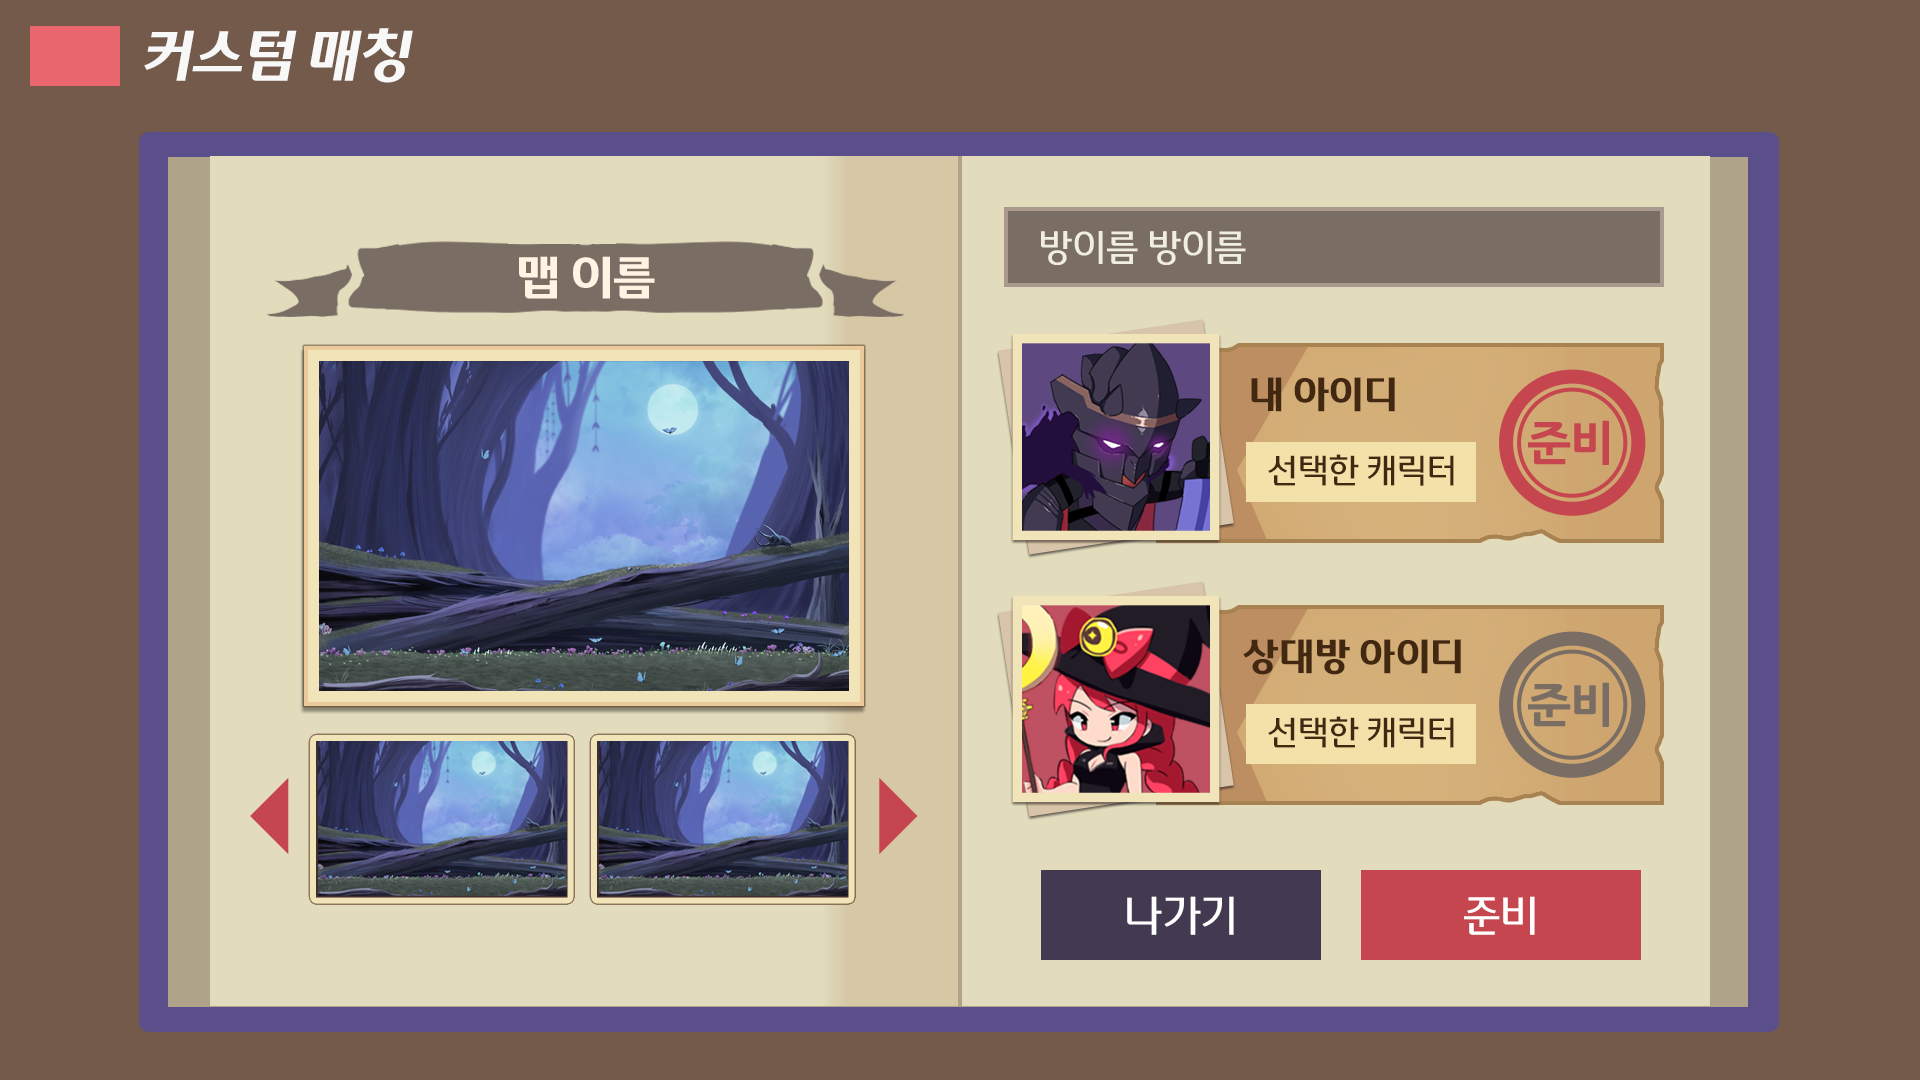 커스텀 매칭
맵 이름
방이름 방이름
내 아이디
선택한 캐릭터
준비
상대방 아이디
선택한 캐릭터
준비
나가기
준비